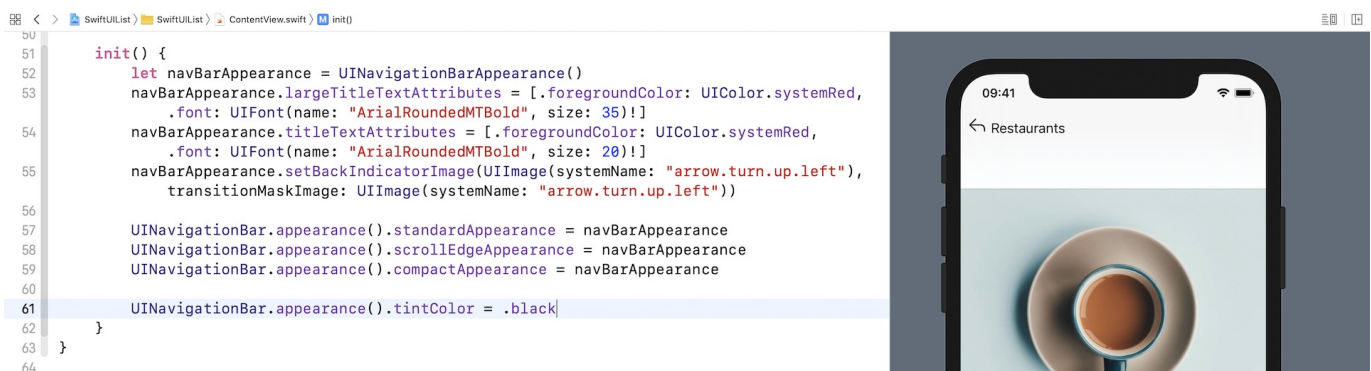 SwiftUIList 〉 SwiftUIList 〉 ContentView.swift 〉 M init()
50
51 init() {
52 let navBarAppearance = UINavigationBarAppearance()
53 navBarAppearance.largeTitleTextAttributes = [.foregroundColor: UIColor.systemRed,
.font: UIFont(name: "ArialRoundedMTBold", size: 35)!]
54 navBarAppearance.titleTextAttributes = [.foregroundColor: UIColor.systemRed,
.font: UIFont(name: "ArialRoundedMTBold", size: 20)!]
55 navBarAppearance.setBackIndicatorImage(UIImage(systemName: "arrow.turn.up.left"),
transitionMaskImage: UIImage(systemName: "arrow.turn.up.left"))
56
57 UINavigationBar.appearance().standardAppearance = navBarAppearance
58 UINavigationBar.appearance().scrollEdgeAppearance = navBarAppearance
59 UINavigationBar.appearance().compactAppearance = navBarAppearance
60
61 UINavigationBar.appearance().tintColor = .black
62 }
63 }
64
09:41
Restaurants